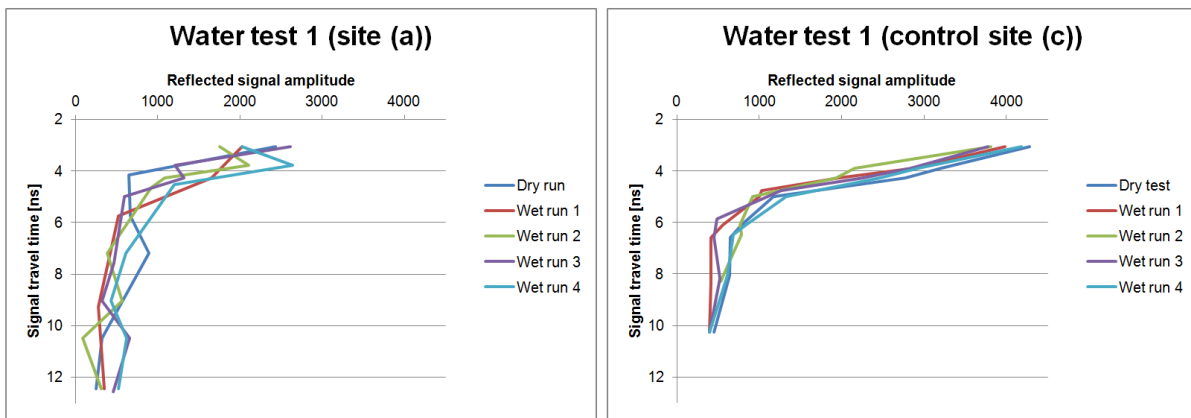 Water test 1 (site (a))
Reflected signal amplitude
0 1000 2000 3000 4000
Signal travel time [ns]
2
4
6
8
10
12
Dry run
Wet run 1
Wet run 2
Wet run 3
Wet run 4
Water test 1 (control site (c))
Reflected signal amplitude
0 1000 2000 3000 4000
Signal travel time [ns]
2
4
6
8
10
12
Dry test
Wet run 1
Wet run 2
Wet run 3
Wet run 4